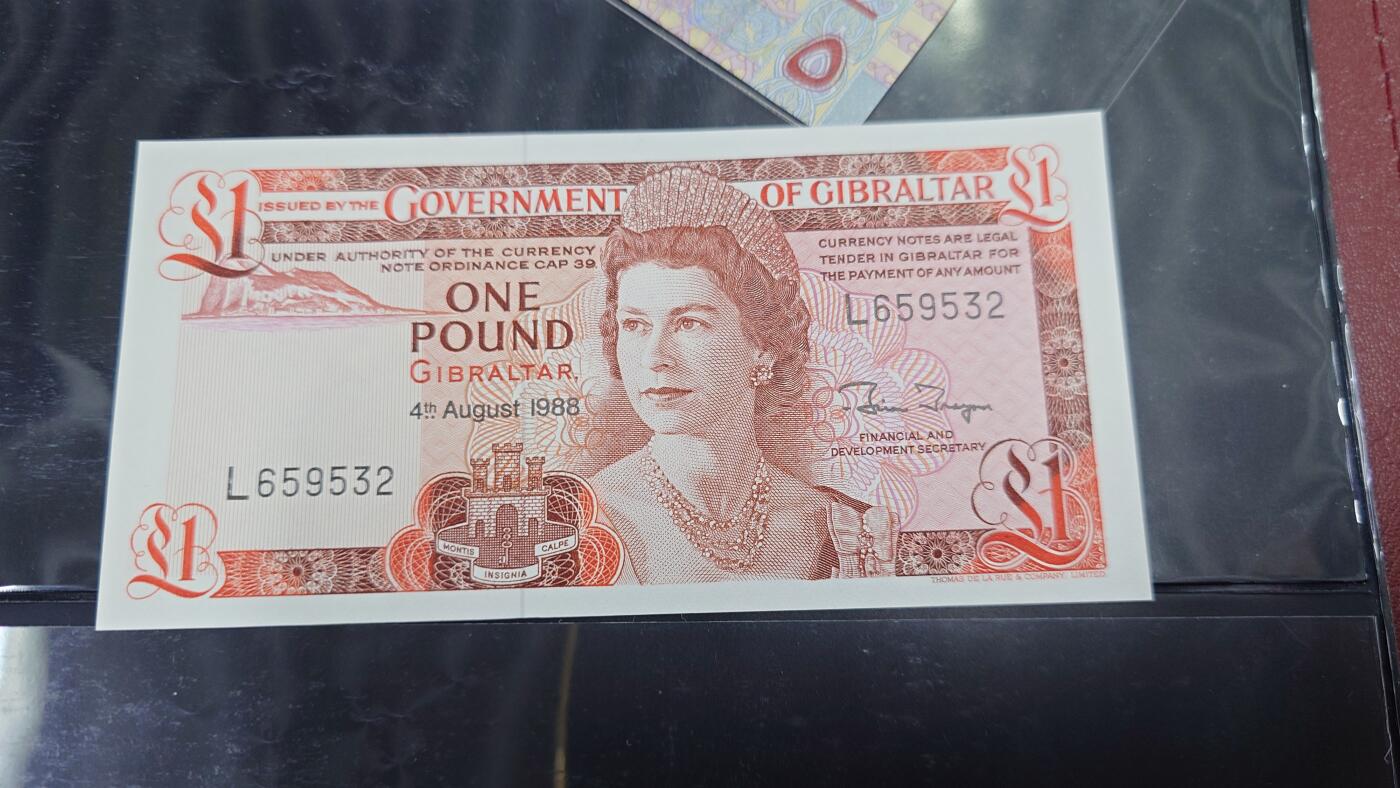 £1
ISSUED BY THE GOVERNMENT OF GIBRALTAR
£1
UNDER AUTHORITY OF THE CURRENCY
NOTE ORDINANCE CAP 39
CURRENCY NOTES ARE LEGAL
TENDER IN GIBRALTAR FOR
THE PAYMENT OF ANY AMOUNT
ONE
POUND
GIBRALTAR.
4th August 1988
L659532
FINANCIAL AND
DEVELOPMENT SECRETARY
L659532
£1
MONTIS
INSIGNIA
CALPE
£1
THOMAS DE LA RUE & COMPANY, LIMITED.